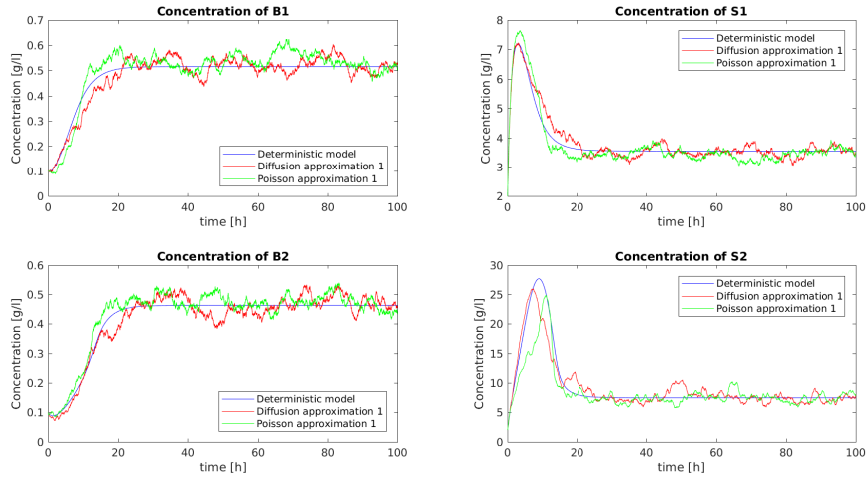 Concentration of B1
Concentration [g/l]
0.7
0.6
0.5
0.4
0.3
0.2
0.1
0
Deterministic model
Diffusion approximation 1
Poisson approximation 1
0 20 40 60 80 100
time [h]
Concentration of S1
Concentration [g/l]
8
7
6
5
4
3
2
Deterministic model
Diffusion approximation 1
Poisson approximation 1
0 20 40 60 80 100
time [h]
Concentration of B2
Concentration [g/l]
0.6
0.5
0.4
0.3
0.2
0.1
0
Deterministic model
Diffusion approximation 1
Poisson approximation 1
0 20 40 60 80 100
time [h]
Concentration of S2
Concentration [g/l]
30
25
20
15
10
5
0
Deterministic model
Diffusion approximation 1
Poisson approximation 1
0 20 40 60 80 100
time [h]